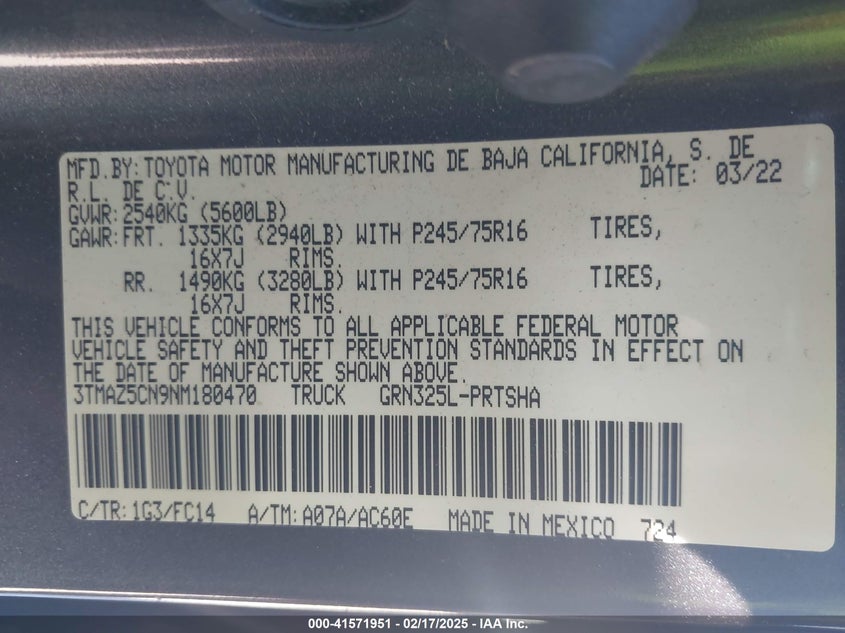 MFD.BY: TOYOTA MOTOR MANUFACTURING DE BAJA CALIFORNIA, S. DE
R.L. DE C.V. DATE: 03/22
GVWR: 2540KG (5600LB)
GAWR: FRT. 1335KG (2940LB) WITH P245/75R16 TIRES,
16X7J RIMS.
RR. 1490KG (3280LB) WITH P245/75R16 TIRES,
16X7J RIMS.
THIS VEHICLE CONFORMS TO ALL APPLICABLE FEDERAL MOTOR
VEHICLE SAFETY AND THEFT PREVENTION STANDARDS IN EFFECT ON
THE DATE OF MANUFACTURE SHOWN ABOVE.
3TMAZ5CN9NM180470 TRUCK GRN325L-PRTSHA
C/TR: 1G3/FC14 A/TM: A07A/AC60E MADE IN MEXICO 724
000-41571951 - 02/17/2025 - IAA Inc.